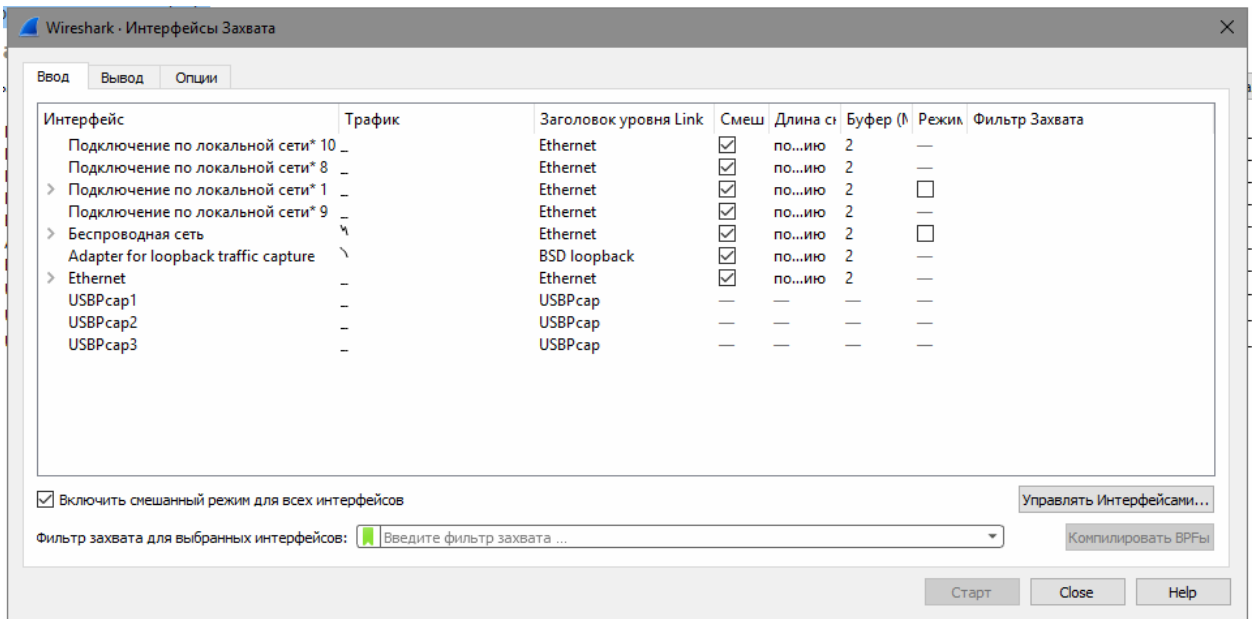 Wireshark · Интерфейсы Захвата
Ввод Вывод Опции
Интерфейс Трафик Заголовок уровня Link Смеш Длина сн Буфер (М Режим Фильтр Захвата
Подключение по локальной сети* 10 _ Ethernet по...ию 2 —
Подключение по локальной сети* 8 _ Ethernet по...ию 2 —
Подключение по локальной сети* 1 _ Ethernet по...ию 2
Подключение по локальной сети* 9 _ Ethernet по...ию 2 —
Беспроводная сеть Ethernet по...ию 2
Adapter for loopback traffic capture BSD loopback по...ию 2 —
Ethernet _ Ethernet по...ию 2 —
USBPcap1 _ USBPcap — — — —
USBPcap2 _ USBPcap — — — —
USBPcap3 _ USBPcap — — — —
Включить смешанный режим для всех интерфейсов
Управлять Интерфейсами...
Фильтр захвата для выбранных интерфейсов: Введите фильтр захвата ...
Компилировать BPFы
Старт Close Help